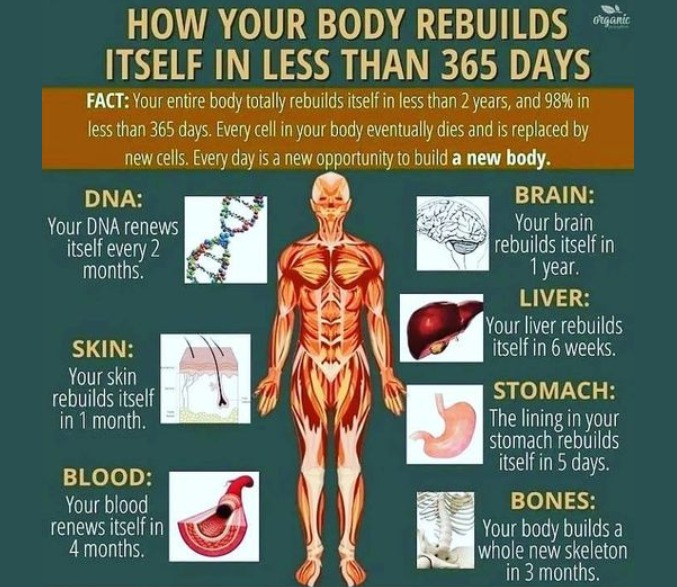 HOW YOUR BODY REBUILDS
organic
ITSELF IN LESS THAN 365 DAYS
FACT: Your entire body totally rebuilds itself in less than 2 years, and 98% in
less than 365 days. Every cell in your body eventually dies and is replaced by
new cells. Every day is a new opportunity to build a new body.
DNA:
Your DNA renews
itself every 2
months.
SKIN:
Your skin
rebuilds itself
in 1 month.
BLOOD:
Your blood
renews itself in
4 months.
BRAIN:
Your brain
rebuilds itself in
1 year.
LIVER:
Your liver rebuilds
itself in 6 weeks.
STOMACH:
The lining in your
stomach rebuilds
itself in 5 days.
BONES:
Your body builds a
whole new skeleton
in 3 months.